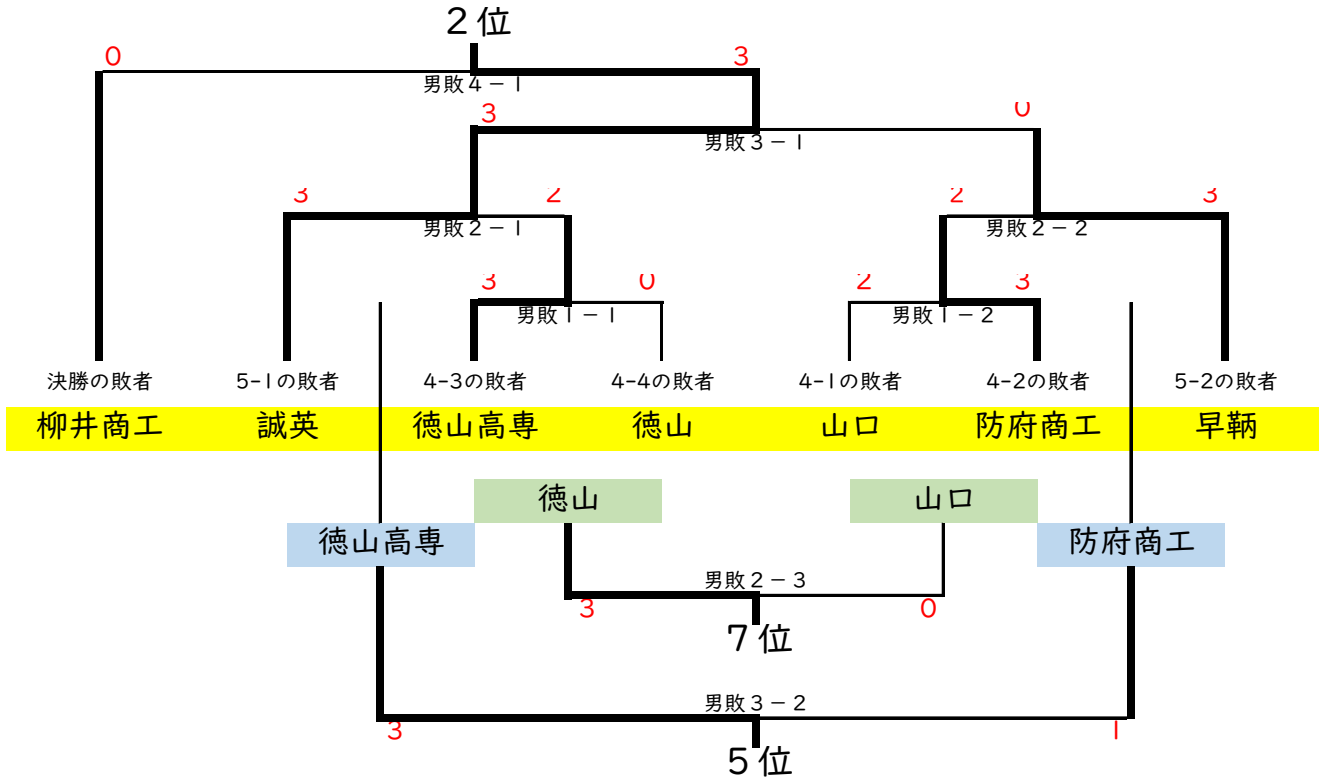 2位
0 3
男敗4-1
3 0
男敗3-1
3 2 2 3
男敗2-1 男敗2-2
3 0 2 3
男敗1-1 男敗1-2
決勝の敗者 5-1の敗者 4-3の敗者 4-4の敗者 4-1の敗者 4-2の敗者 5-2の敗者
柳井商工 誠英 徳山高専 徳山 山口 防府商工 早鞆
徳山 山口
徳山高専 防府商工
男敗2-3
3 0
7位
男敗3-2
3 1
5位